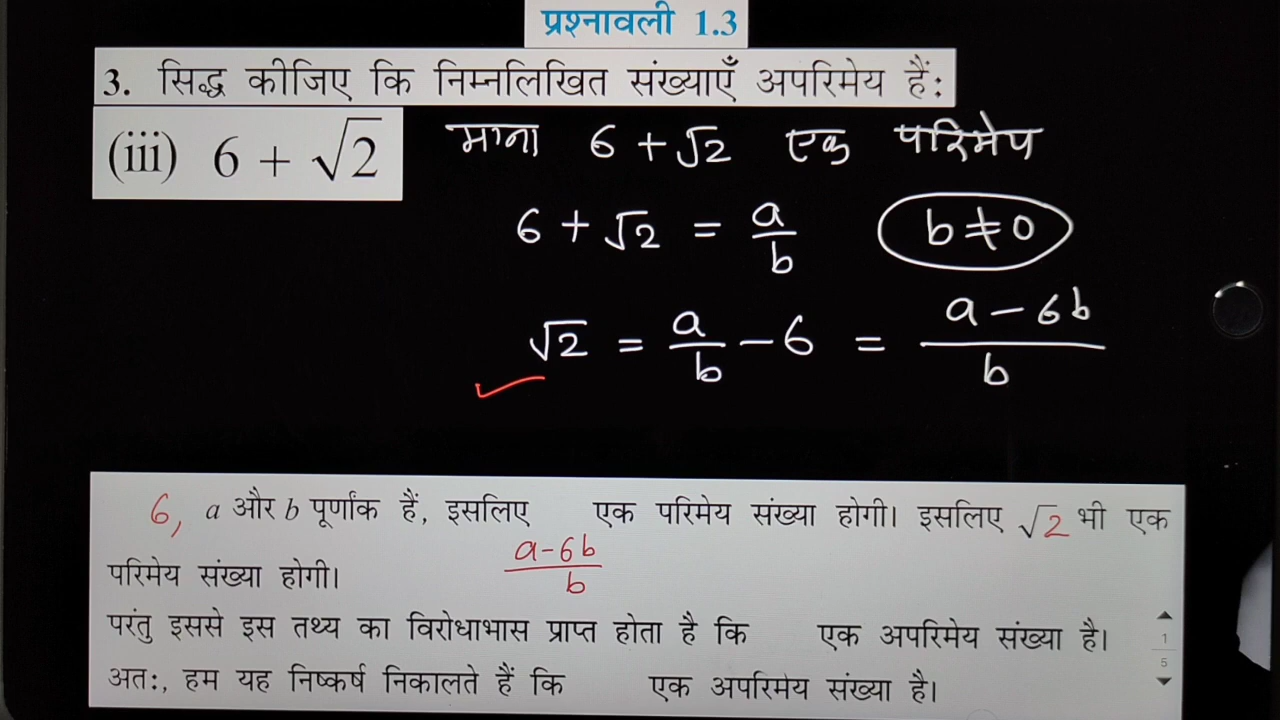 प्रश्नावली 1.3
3. सिद्ध कीजिए कि निम्नलिखित संख्याएँ अपरिमेय हैं:
(iii) 6 + √2 माना 6 + √2 एक परिमेय
6 + √2 = a/b b ≠ 0
√2 = a/b - 6 = (a - 6b)/b
6, a और b पूर्णांक हैं, इसलिए एक परिमेय संख्या होगी। इसलिए √2 भी एक
(a-6b)/b
परिमेय संख्या होगी।
परंतु इससे इस तथ्य का विरोधाभास प्राप्त होता है कि एक अपरिमेय संख्या है।
अतः, हम यह निष्कर्ष निकालते हैं कि एक अपरिमेय संख्या है।
1
5